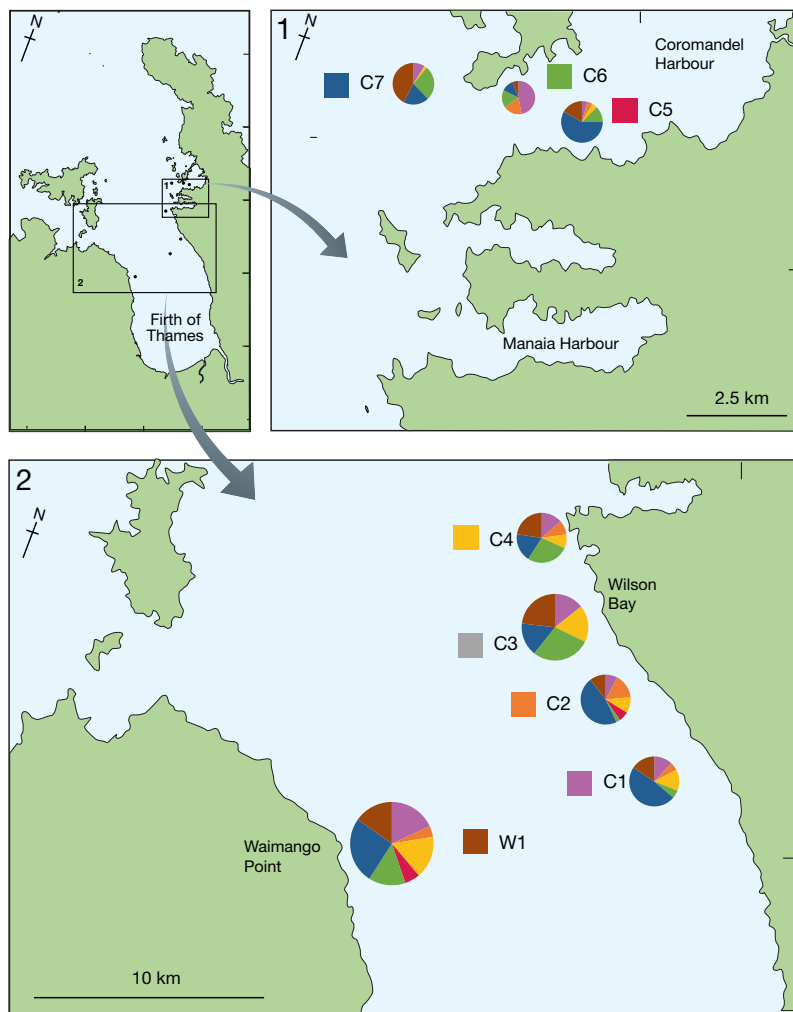 N
1
2
Firth of
Thames
1
N
Coromandel
Harbour
C7
C6
C5
Manaia Harbour
2.5 km
2
N
C4
Wilson
Bay
C3
C2
C1
Waimango
Point
W1
10 km